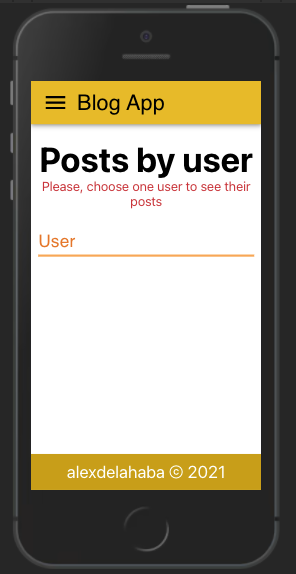 Blog App
Posts by user
Please, choose one user to see their
posts
User
alexdelahaba © 2021